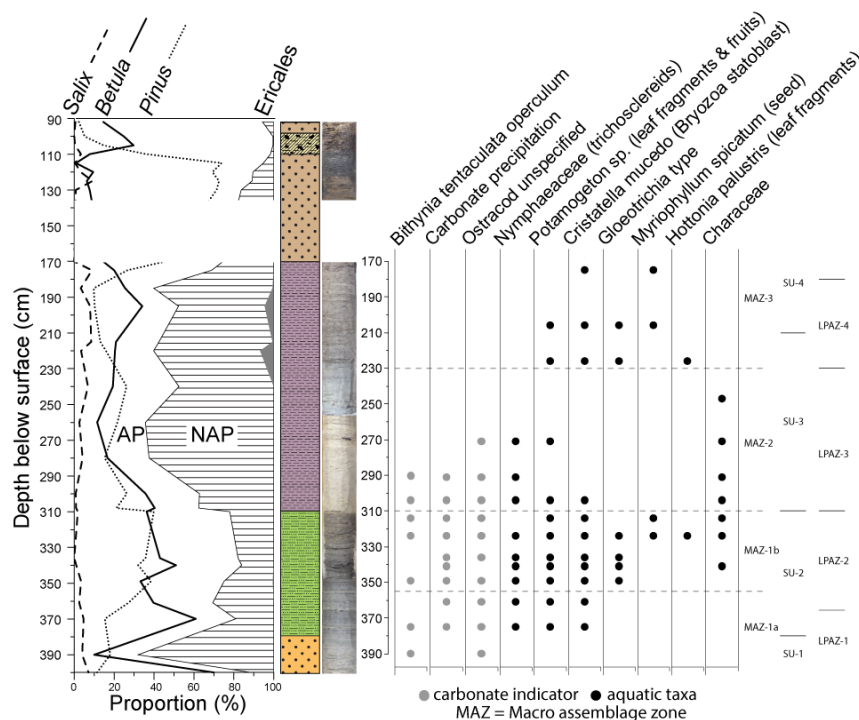 Salix
Betula
Pinus
Ericales
Bithynia tentaculata operculum
Carbonate precipitation
Ostracod unspecified
Nymphaeaceae (trichosclereids)
Potamogeton sp. (leaf fragments & fruits)
Cristatella mucedo (Bryozoa statoblast)
Gloeotrichia type
Myriophyllum spicatum (seed)
Hottonia palustris (leaf fragments)
Characeae
Depth below surface (cm)
90
110
130
150
170
190
210
230
250
270
290
310
330
350
370
390
AP
NAP
0
20
40
60
80
100
Proportion (%)
170
190
210
230
250
270
290
310
330
350
370
390
MAZ-3
MAZ-2
MAZ-1b
MAZ-1a
SU-4
SU-3
SU-2
SU-1
LPAZ-4
LPAZ-3
LPAZ-2
LPAZ-1
carbonate indicator
aquatic taxa
MAZ = Macro assemblage zone